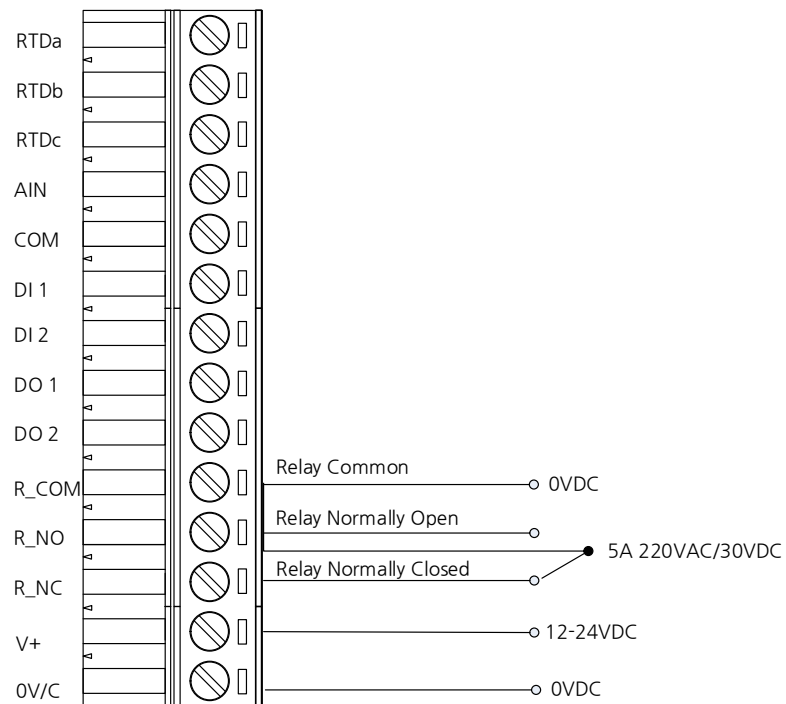 RTDa
RTDb
RTDc
AIN
COM
DI 1
DI 2
DO 1
DO 2
R_COM
Relay Common
0VDC
R_NO
Relay Normally Open
5A 220VAC/30VDC
R_NC
Relay Normally Closed
V+
12-24VDC
0V/C
0VDC